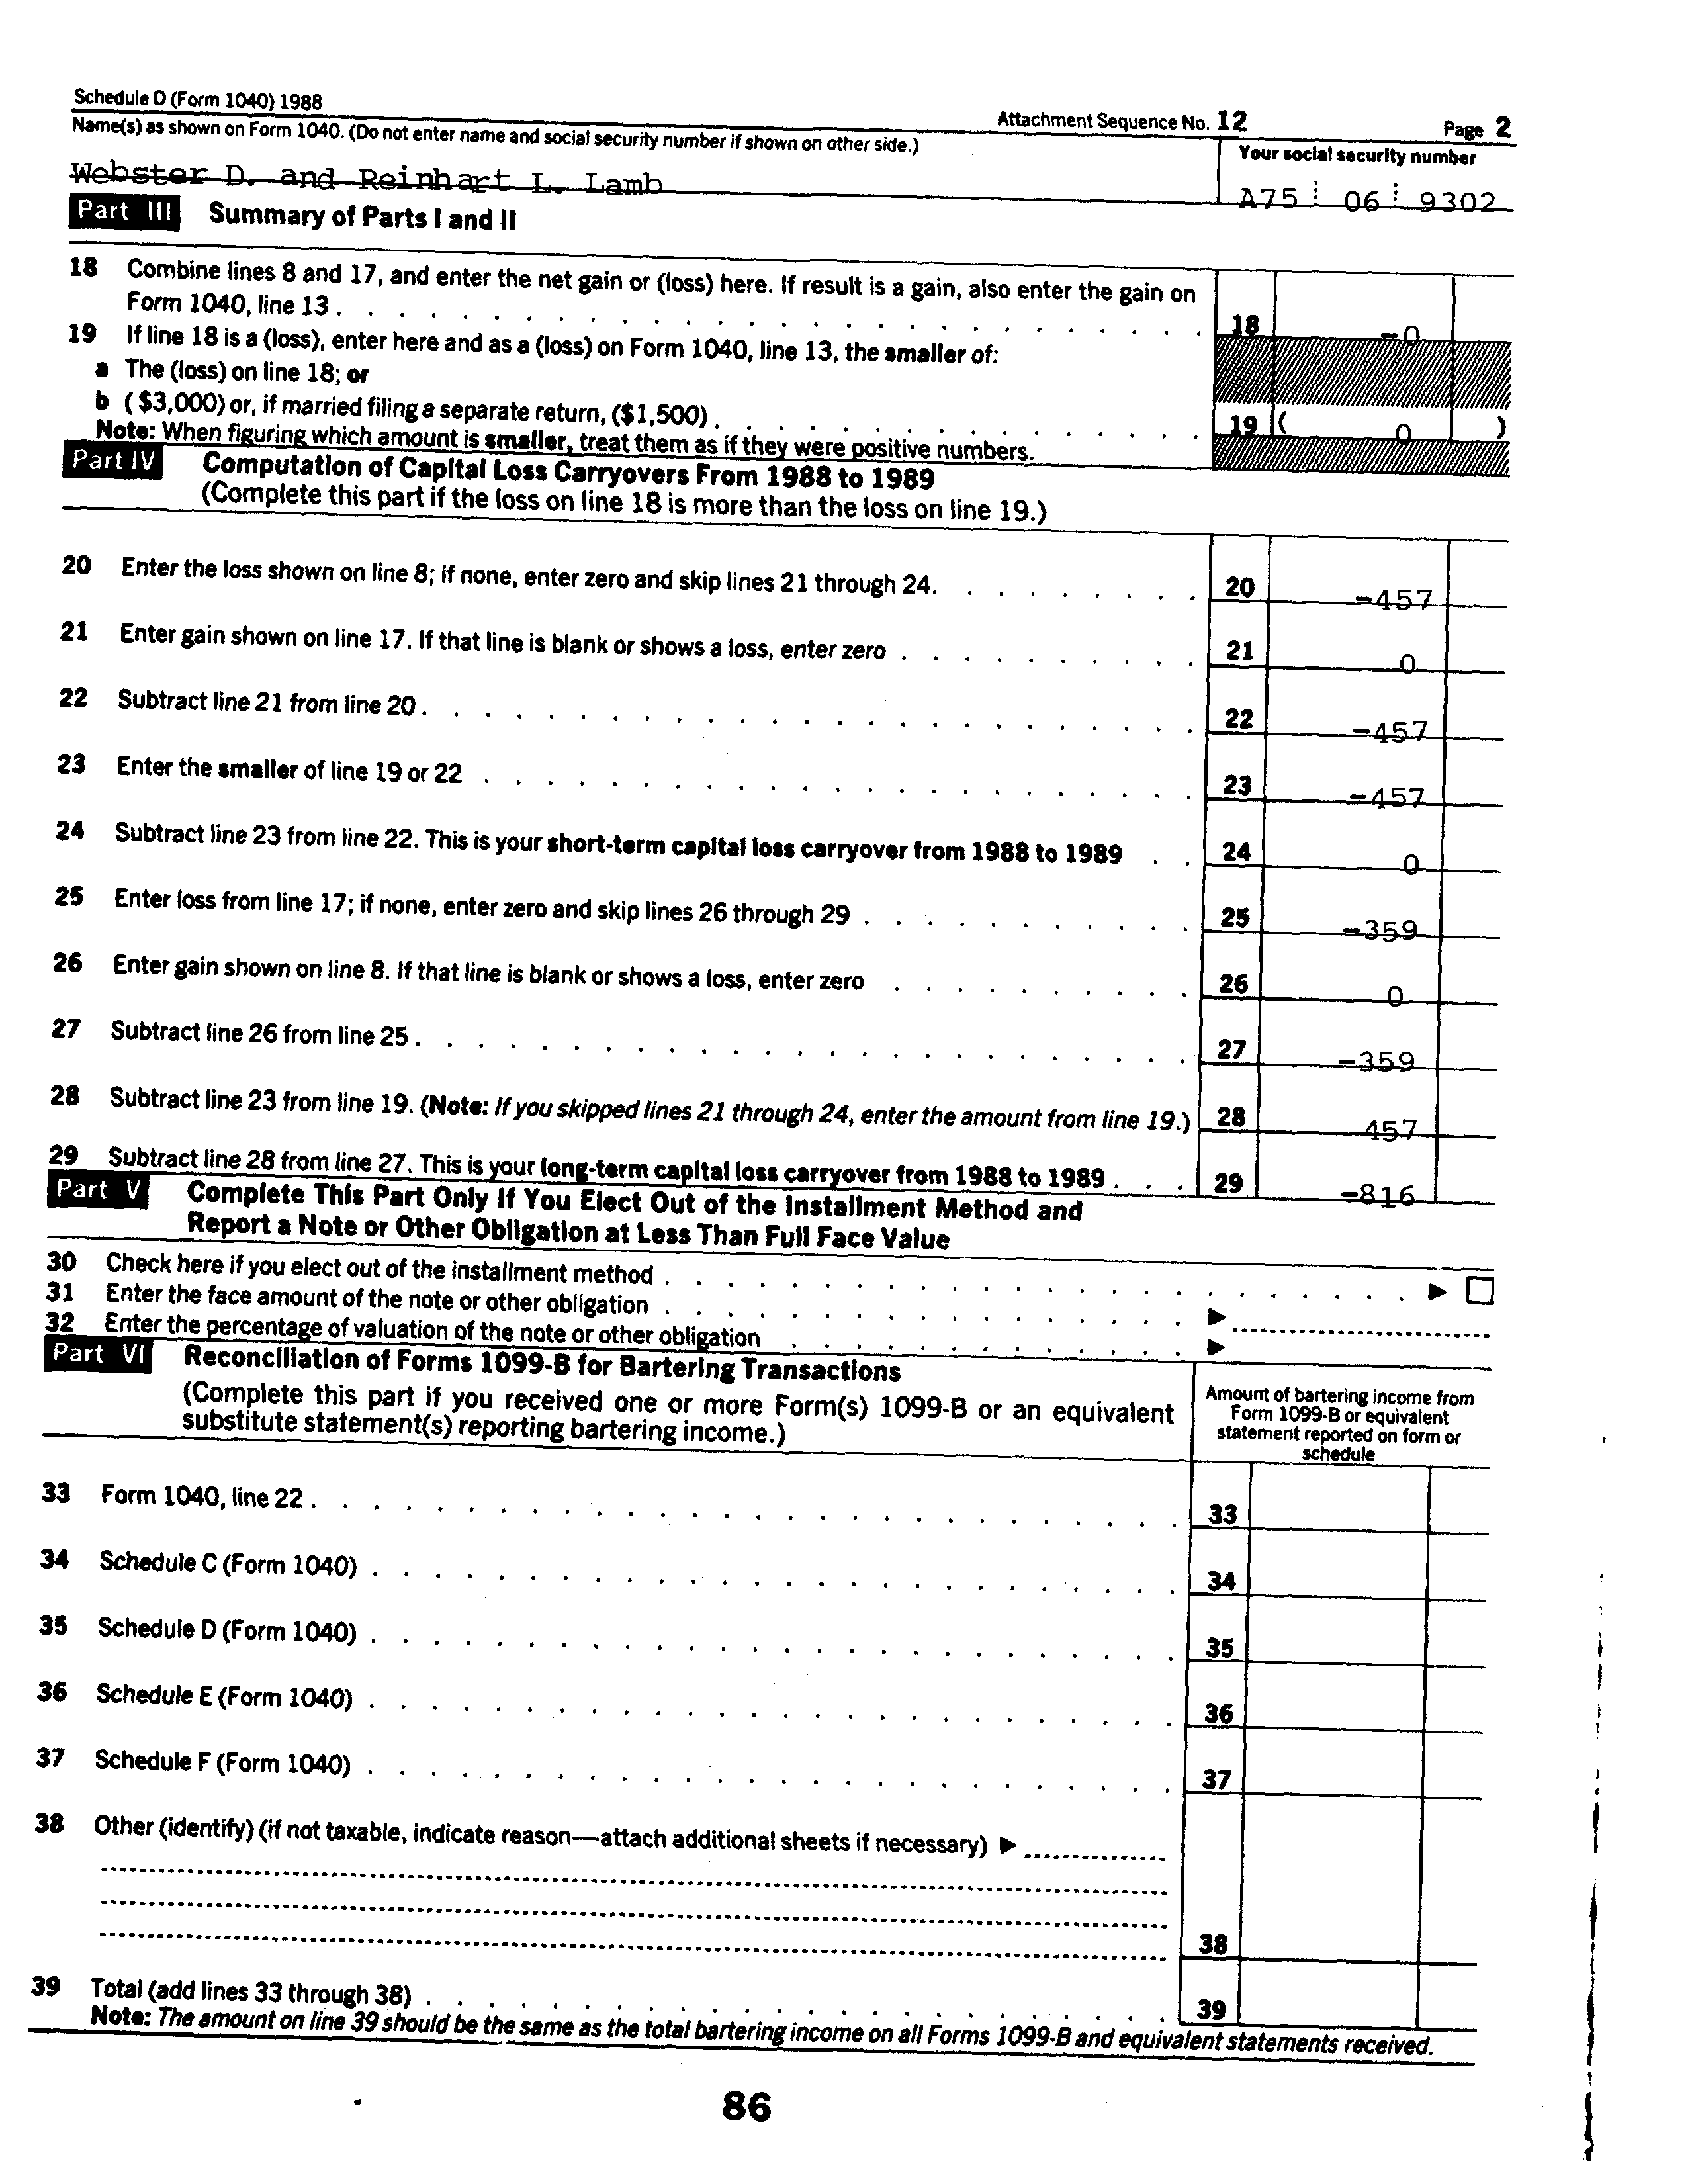 Schedule D (Form 1040) 1988
Attachment Sequence No. 12
Page 2
Name(s) as shown on Form 1040. (Do not enter name and social security number if shown on other side.)
Your social security number
Webster D. and Reinhart L. Lamb
A75 06 9302
Part III Summary of Parts I and II
18 Combine lines 8 and 17, and enter the net gain or (loss) here. If result is a gain, also enter the gain on
Form 1040, line 13 . . . . . . . . . . . . . . . . . . . . . . . . . . . . 18 -0
19 If line 18 is a (loss), enter here and as a (loss) on Form 1040, line 13, the smaller of:
a The (loss) on line 18; or
b ( $3,000) or, if married filing a separate return, ($1,500) . . . . . . . . . . . . . . . . 19 ( 0 )
Note: When figuring which amount is smaller, treat them as if they were positive numbers.
Part IV Computation of Capital Loss Carryovers From 1988 to 1989
(Complete this part if the loss on line 18 is more than the loss on line 19.)
20 Enter the loss shown on line 8; if none, enter zero and skip lines 21 through 24. . . . . . . . . 20 -457
21 Enter gain shown on line 17. If that line is blank or shows a loss, enter zero . . . . . . . . . . 21 0
22 Subtract line 21 from line 20 . . . . . . . . . . . . . . . . . . . . . . . . . 22 -457
23 Enter the smaller of line 19 or 22 . . . . . . . . . . . . . . . . . . . . . . . 23 -457
24 Subtract line 23 from line 22. This is your short-term capital loss carryover from 1988 to 1989 . . 24 0
25 Enter loss from line 17; if none, enter zero and skip lines 26 through 29 . . . . . . . . . . . 25 -359
26 Enter gain shown on line 8. If that line is blank or shows a loss, enter zero . . . . . . . . . . 26 0
27 Subtract line 26 from line 25 . . . . . . . . . . . . . . . . . . . . . . . . . 27 -359
28 Subtract line 23 from line 19. (Note: If you skipped lines 21 through 24, enter the amount from line 19.) 28 457
29 Subtract line 28 from line 27. This is your long-term capital loss carryover from 1988 to 1989 . . . 29 -816
Part V Complete This Part Only If You Elect Out of the Installment Method and
Report a Note or Other Obligation at Less Than Full Face Value
30 Check here if you elect out of the installment method . . . . . . . . . . . . . . . . . . . . . . . . ▶ □
31 Enter the face amount of the note or other obligation . . . . . . . . . . . . . . . . . . ▶
32 Enter the percentage of valuation of the note or other obligation . . . . . . . . . . . . . ▶
Part VI Reconciliation of Forms 1099-B for Bartering Transactions
(Complete this part if you received one or more Form(s) 1099-B or an equivalent
substitute statement(s) reporting bartering income.)
Amount of bartering income from
Form 1099-B or equivalent
statement reported on form or
schedule
33 Form 1040, line 22 . . . . . . . . . . . . . . . . . . . . . . . . . . . . 33
34 Schedule C (Form 1040) . . . . . . . . . . . . . . . . . . . . . . . . . . 34
35 Schedule D (Form 1040) . . . . . . . . . . . . . . . . . . . . . . . . . . 35
36 Schedule E (Form 1040) . . . . . . . . . . . . . . . . . . . . . . . . . . 36
37 Schedule F (Form 1040) . . . . . . . . . . . . . . . . . . . . . . . . . . 37
38 Other (identify) (if not taxable, indicate reason—attach additional sheets if necessary) ▶
38
39 Total (add lines 33 through 38) . . . . . . . . . . . . . . . . . . . . . . . . 39
Note: The amount on line 39 should be the same as the total bartering income on all Forms 1099-B and equivalent statements received.
86